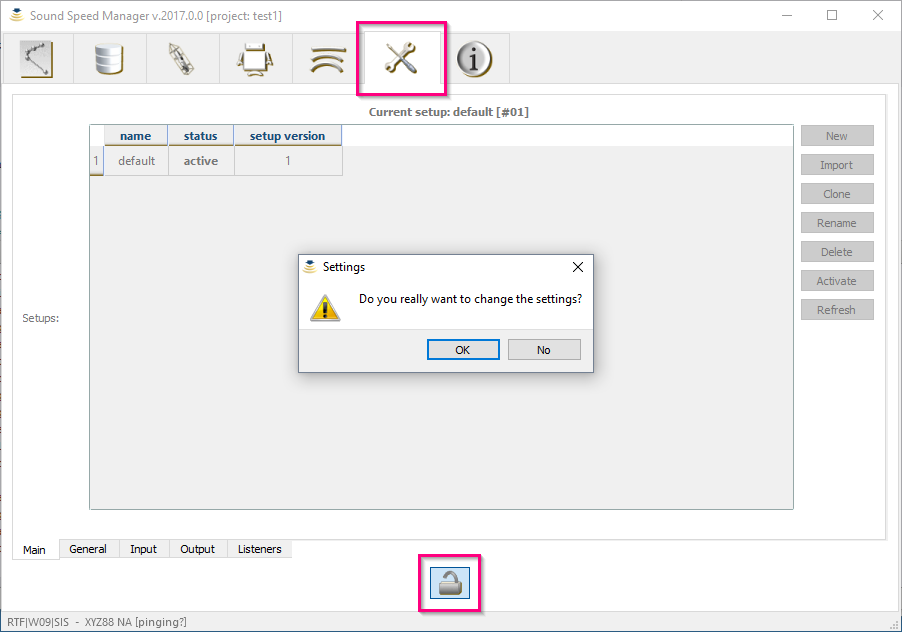 Sound Speed Manager v.2017.0.0 [project: test1]
Current setup: default [#01]
name status setup version
1 default active 1
New
Import
Clone
Rename
Delete
Activate
Refresh
Setups:
Settings
Do you really want to change the settings?
OK No
Main General Input Output Listeners
RTF|W09|SIS - XYZ88 NA [pinging?]